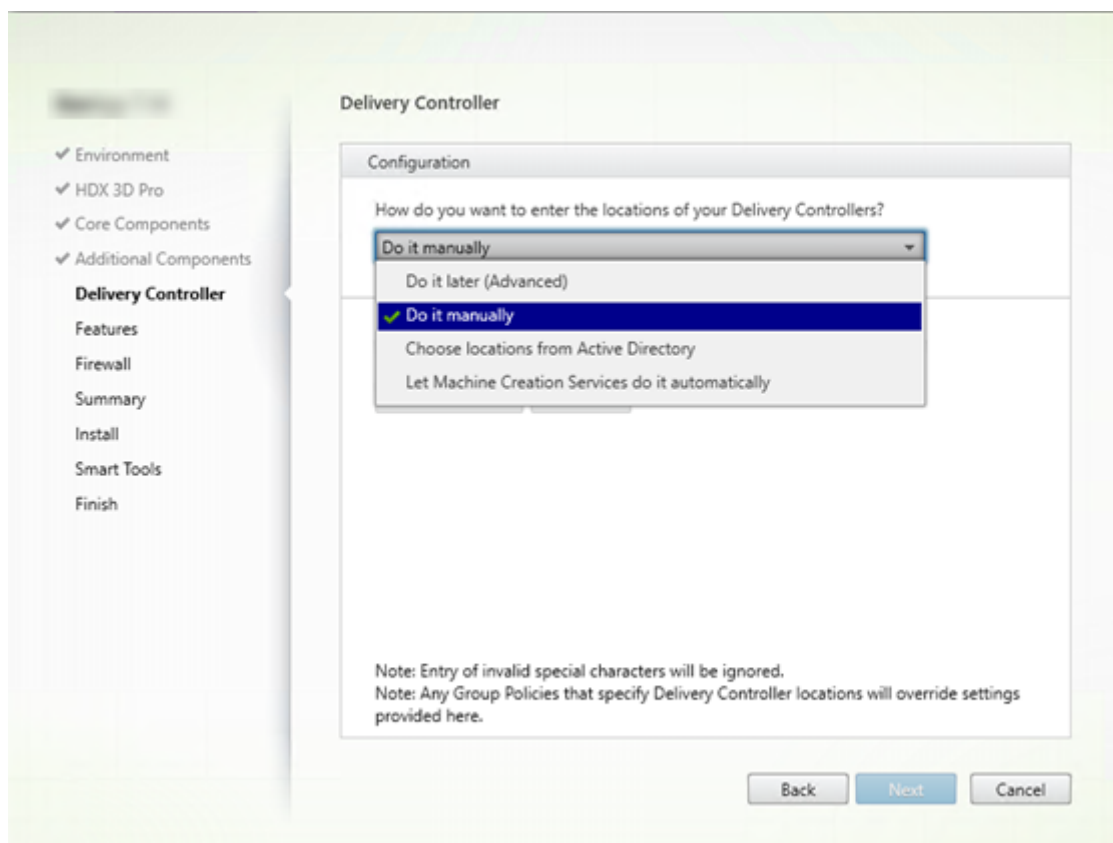 Delivery Controller
Environment
HDX 3D Pro
Core Components
Additional Components
Delivery Controller
Features
Firewall
Summary
Install
Smart Tools
Finish
Configuration
How do you want to enter the locations of your Delivery Controllers?
Do it manually
Do it later (Advanced)
Do it manually
Choose locations from Active Directory
Let Machine Creation Services do it automatically
Note: Entry of invalid special characters will be ignored.
Note: Any Group Policies that specify Delivery Controller locations will override settings
provided here.
Back
Next
Cancel